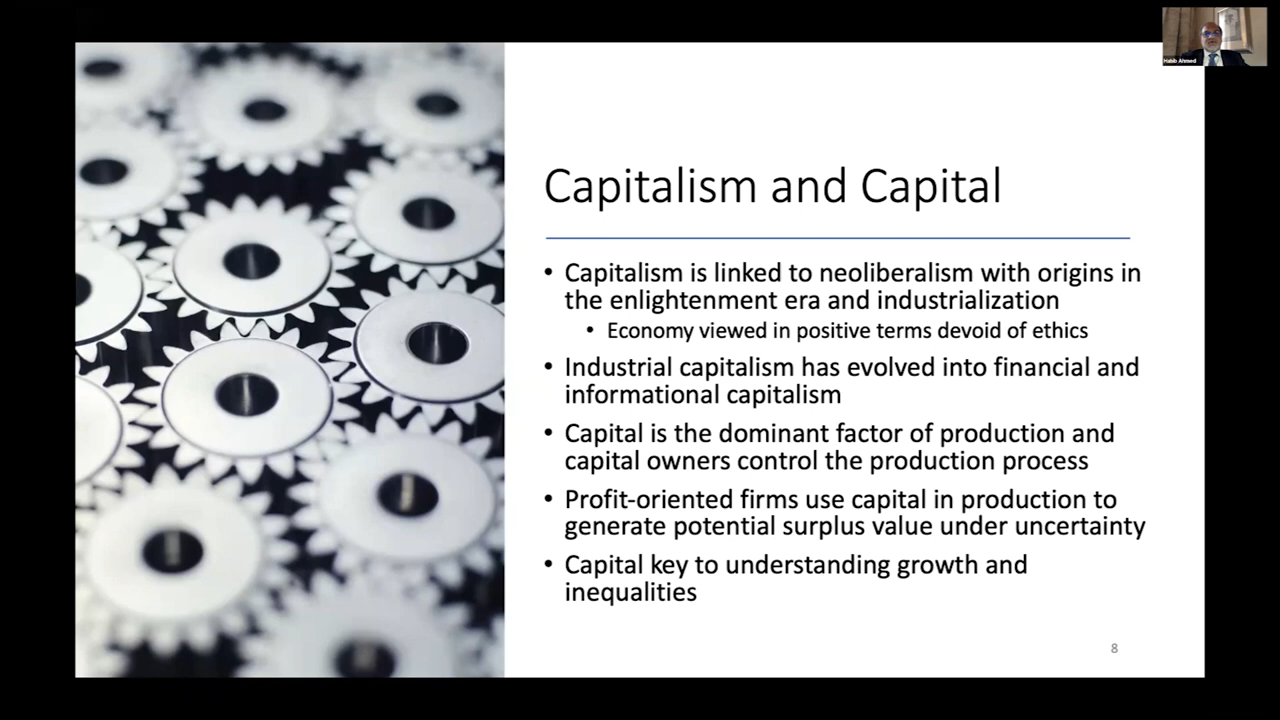 Habib Ahmed
Capitalism and Capital
• Capitalism is linked to neoliberalism with origins in
the enlightenment era and industrialization
• Economy viewed in positive terms devoid of ethics
• Industrial capitalism has evolved into financial and
informational capitalism
• Capital is the dominant factor of production and
capital owners control the production process
• Profit-oriented firms use capital in production to
generate potential surplus value under uncertainty
• Capital key to understanding growth and
inequalities
8